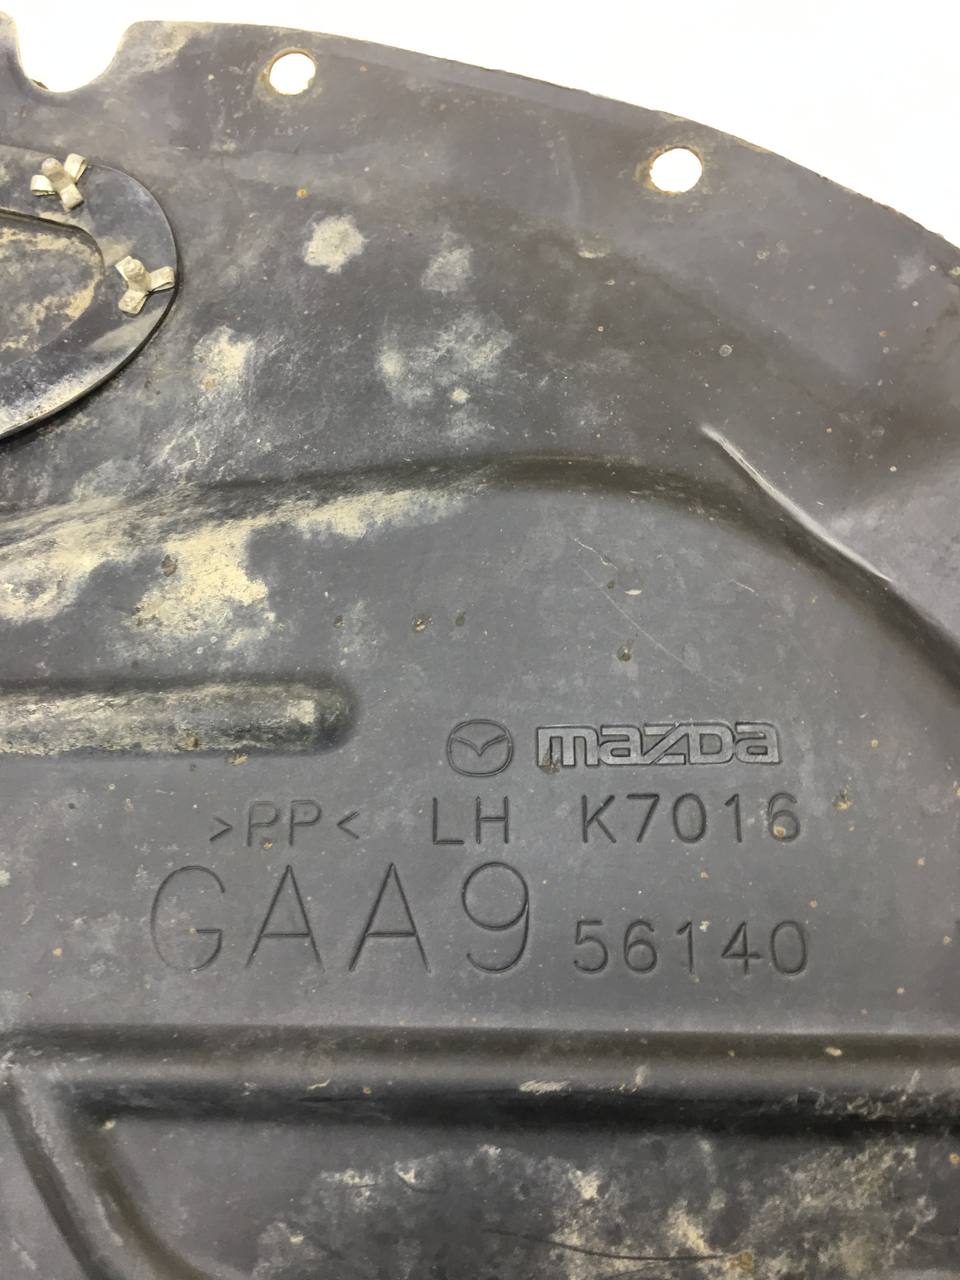 mazda
>PP< LH K7016
GAA9 56140